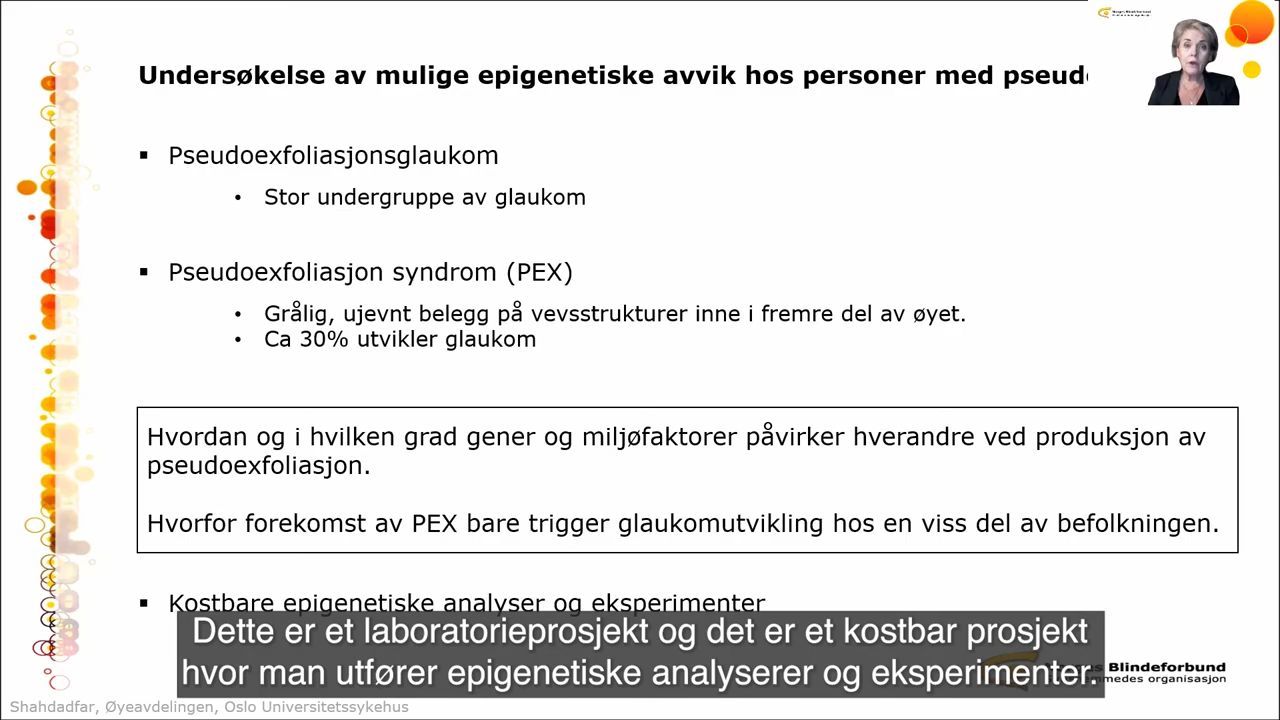 Undersøkelse av mulige epigenetiske avvik hos personer med pseud
Pseudoexfoliasjonsglaukom
Stor undergruppe av glaukom
Pseudoexfoliasjon syndrom (PEX)
Grålig, ujevnt belegg på vevsstrukturer inne i fremre del av øyet.
Ca 30% utvikler glaukom
Hvordan og i hvilken grad gener og miljøfaktorer påvirker hverandre ved produksjon av
pseudoexfoliasjon.
Hvorfor forekomst av PEX bare trigger glaukomutvikling hos en viss del av befolkningen.
Kostbare epigenetiske analyser og eksperimenter
Dette er et laboratorieprosjekt og det er et kostbar prosjekt
hvor man utfører epigenetiske analyserer og eksperimenter.
Blindeforbund
organisasjon
Shahdadfar, Øyeavdelingen, Oslo Universitetssykehus